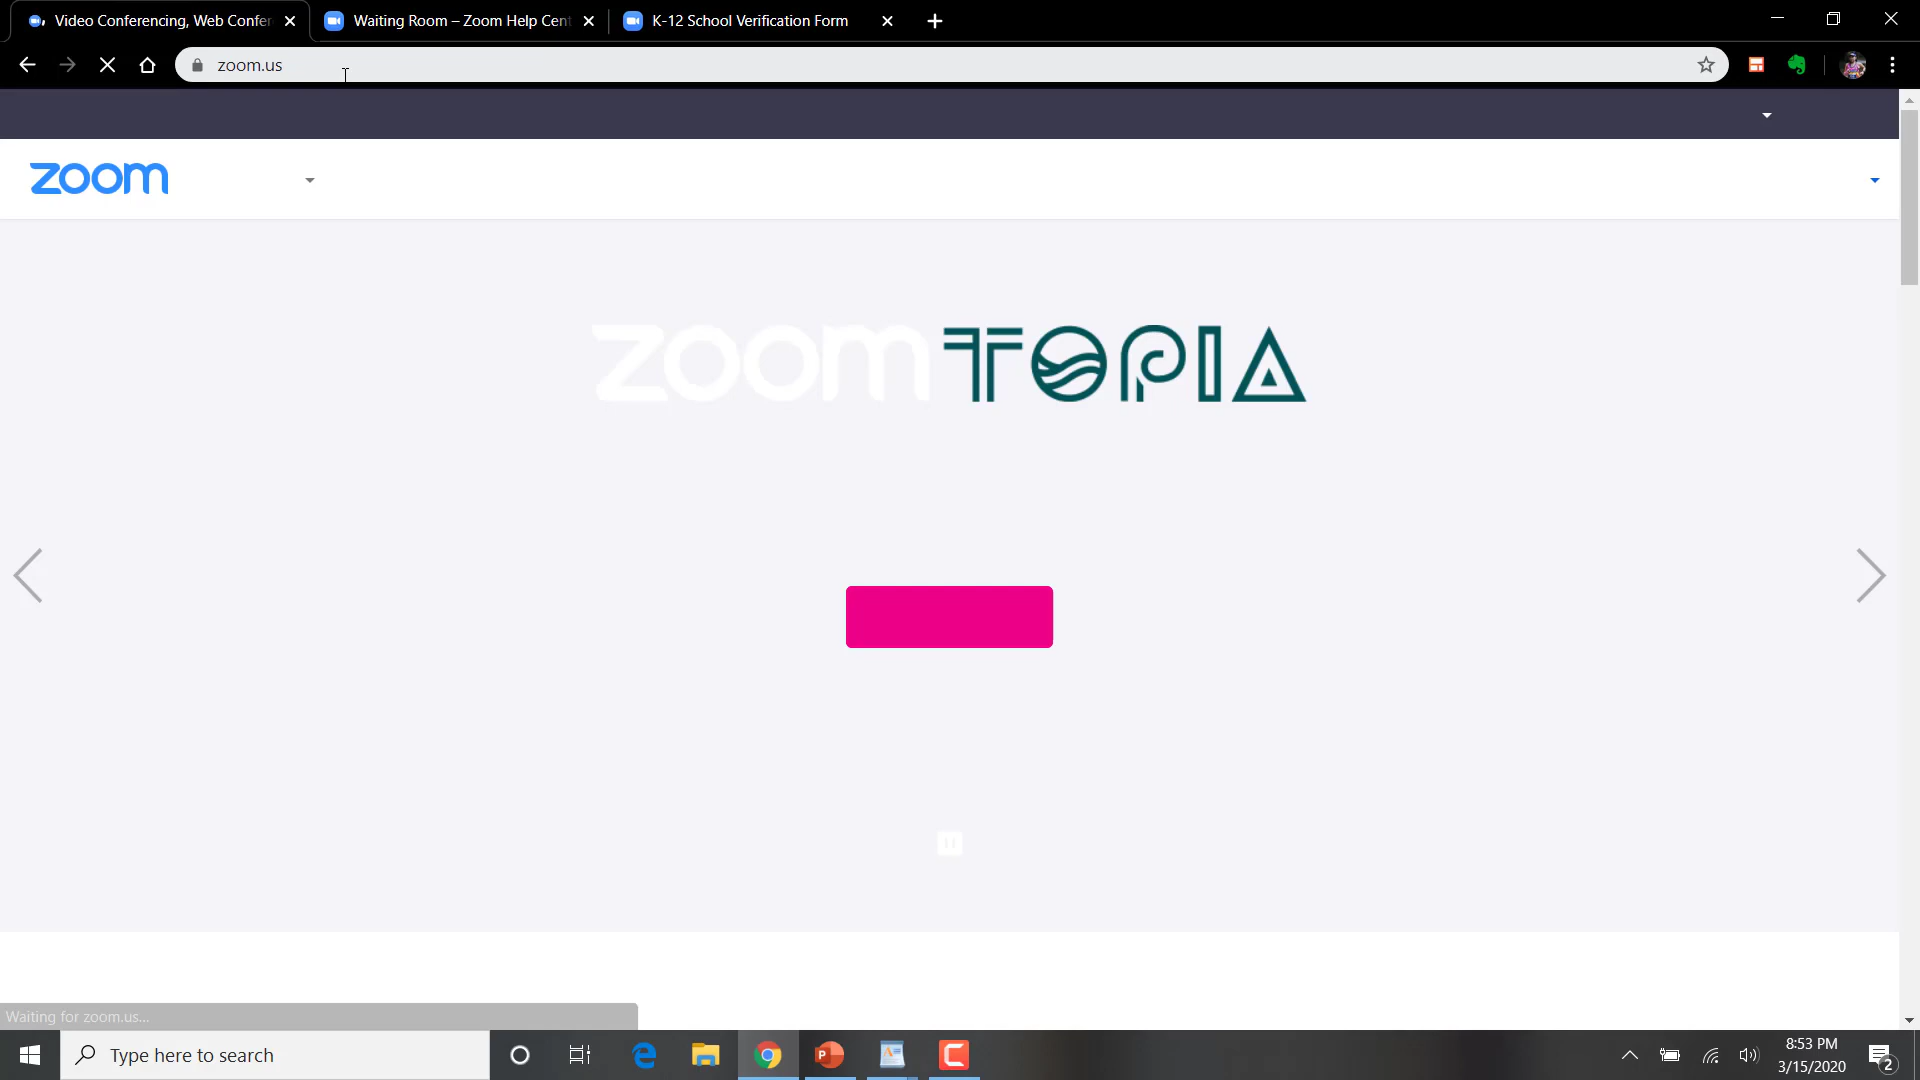 Video Conferencing, Web Confer
Waiting Room – Zoom Help Cent
K-12 School Verification Form
zoom.us
zoom
zoomTOPIA
Waiting for zoom.us...
Type here to search
8:53 PM
3/15/2020
2